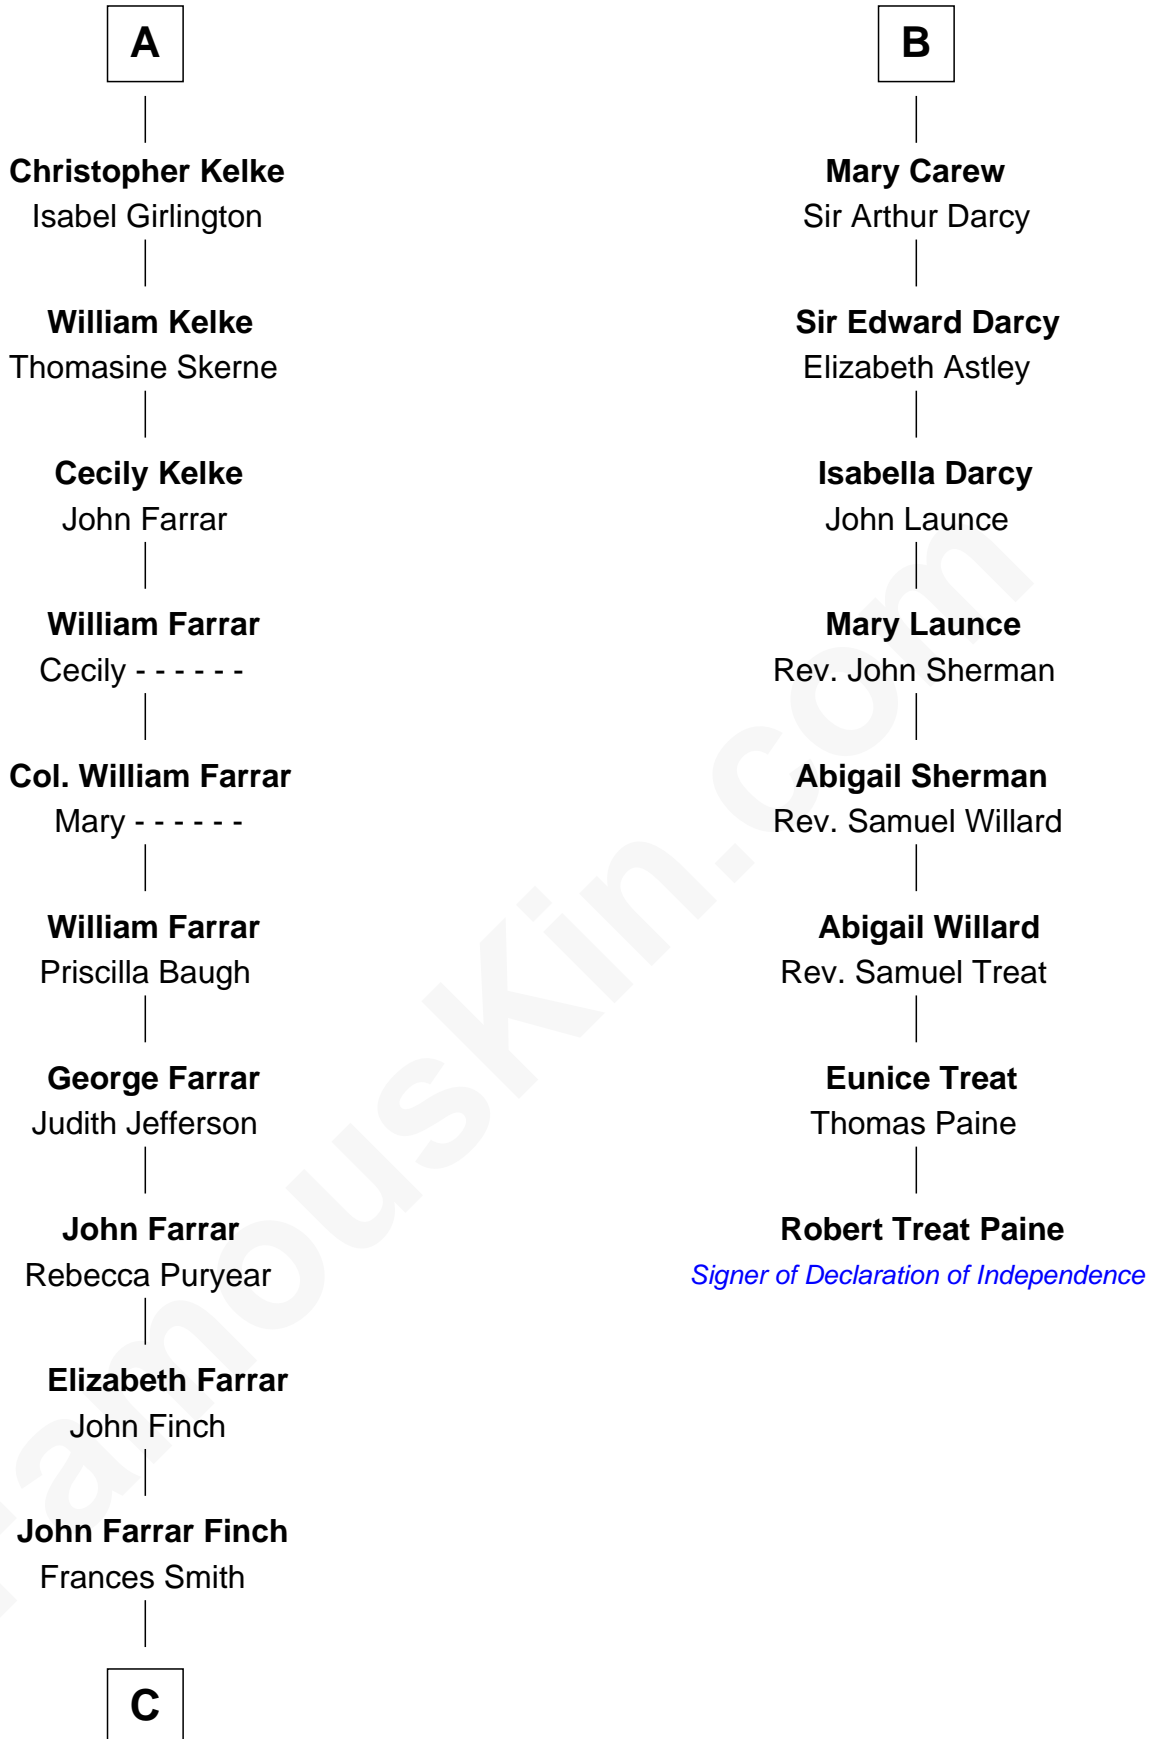 A
Christopher Kelke
Isabel Girlington
William Kelke
Thomasine Skerne
Cecily Kelke
John Farrar
William Farrar
Cecily - - - - - -
Col. William Farrar
Mary - - - - - -
William Farrar
Priscilla Baugh
George Farrar
Judith Jefferson
John Farrar
Rebecca Puryear
Elizabeth Farrar
John Finch
John Farrar Finch
Frances Smith
C
B
Mary Carew
Sir Arthur Darcy
Sir Edward Darcy
Elizabeth Astley
Isabella Darcy
John Launce
Mary Launce
Rev. John Sherman
Abigail Sherman
Rev. Samuel Willard
Abigail Willard
Rev. Samuel Treat
Eunice Treat
Thomas Paine
Robert Treat Paine
Signer of Declaration of Independence
FamousKin.com